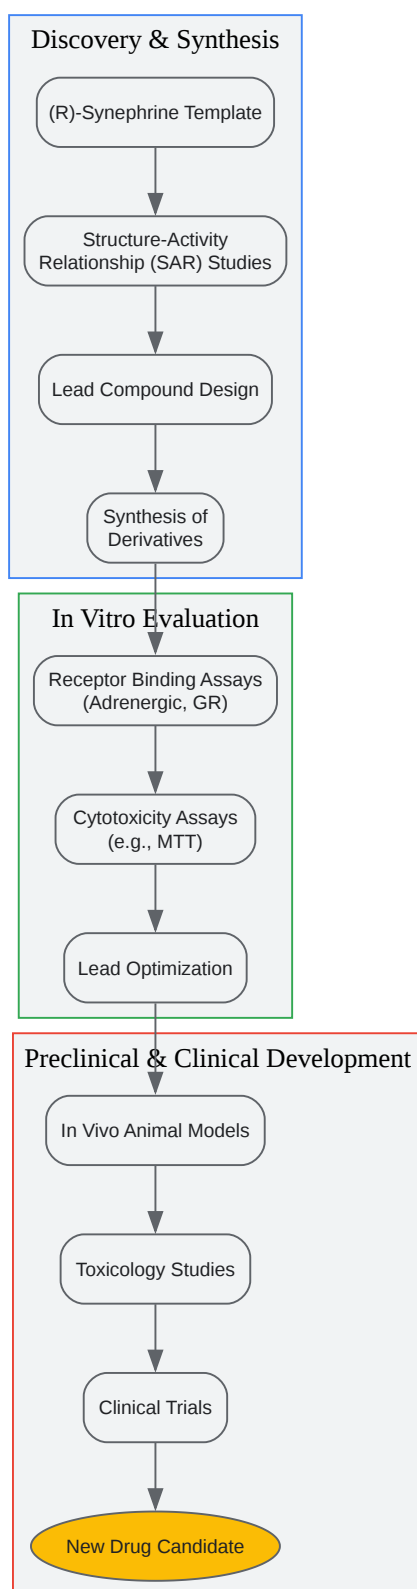 Discovery & Synthesis
(R)-Synephrine Template
Structure-Activity
Relationship (SAR) Studies
Lead Compound Design
Synthesis of
Derivatives
In Vitro Evaluation
Receptor Binding Assays
(Adrenergic, GR)
Cytotoxicity Assays
(e.g., MTT)
Lead Optimization
Preclinical & Clinical Development
In Vivo Animal Models
Toxicology Studies
Clinical Trials
New Drug Candidate